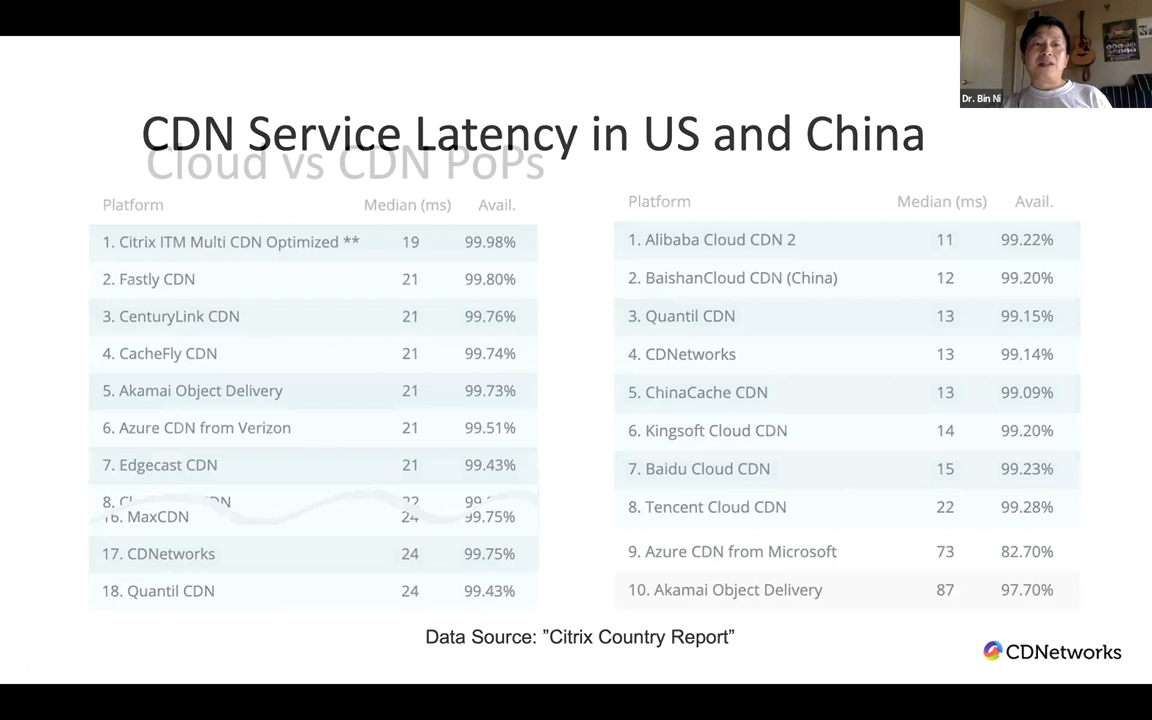 Dr. Bin Ni
CDN Service Latency in US and China
Cloud vs CDN PoPs
Platform Median (ms) Avail.
1. Citrix ITM Multi CDN Optimized ** 19 99.98%
2. Fastly CDN 21 99.80%
3. CenturyLink CDN 21 99.76%
4. CacheFly CDN 21 99.74%
5. Akamai Object Delivery 21 99.73%
6. Azure CDN from Verizon 21 99.51%
7. Edgecast CDN 21 99.43%
8. DN 22 99.
16. MaxCDN 24 99.75%
17. CDNetworks 24 99.75%
18. Quantil CDN 24 99.43%
Platform Median (ms) Avail.
1. Alibaba Cloud CDN 2 11 99.22%
2. BaishanCloud CDN (China) 12 99.20%
3. Quantil CDN 13 99.15%
4. CDNetworks 13 99.14%
5. ChinaCache CDN 13 99.09%
6. Kingsoft Cloud CDN 14 99.20%
7. Baidu Cloud CDN 15 99.23%
8. Tencent Cloud CDN 22 99.28%
9. Azure CDN from Microsoft 73 82.70%
10. Akamai Object Delivery 87 97.70%
Data Source: ”Citrix Country Report”
CDNetworks